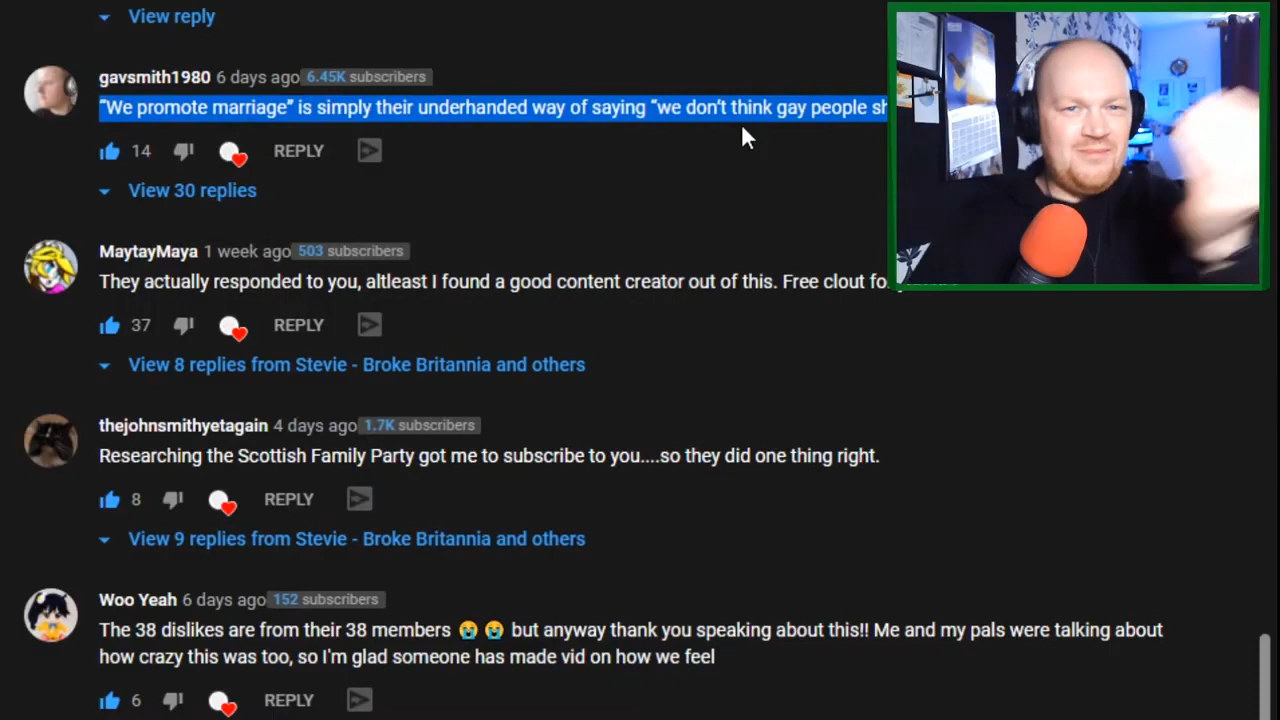 View reply
gavsmith1980 6 days ago 6.45K subscribers
“We promote marriage” is simply their underhanded way of saying “we don’t think gay people sh
14 REPLY
View 30 replies
MaytayMaya 1 week ago 503 subscribers
They actually responded to you, altleast I found a good content creator out of this. Free clout for
37 REPLY
View 8 replies from Stevie - Broke Britannia and others
thejohnsmithyetagain 4 days ago 1.7K subscribers
Researching the Scottish Family Party got me to subscribe to you....so they did one thing right.
8 REPLY
View 9 replies from Stevie - Broke Britannia and others
Woo Yeah 6 days ago 152 subscribers
The 38 dislikes are from their 38 members 😭 😭 but anyway thank you speaking about this!! Me and my pals were talking about
how crazy this was too, so I'm glad someone has made vid on how we feel
6 REPLY